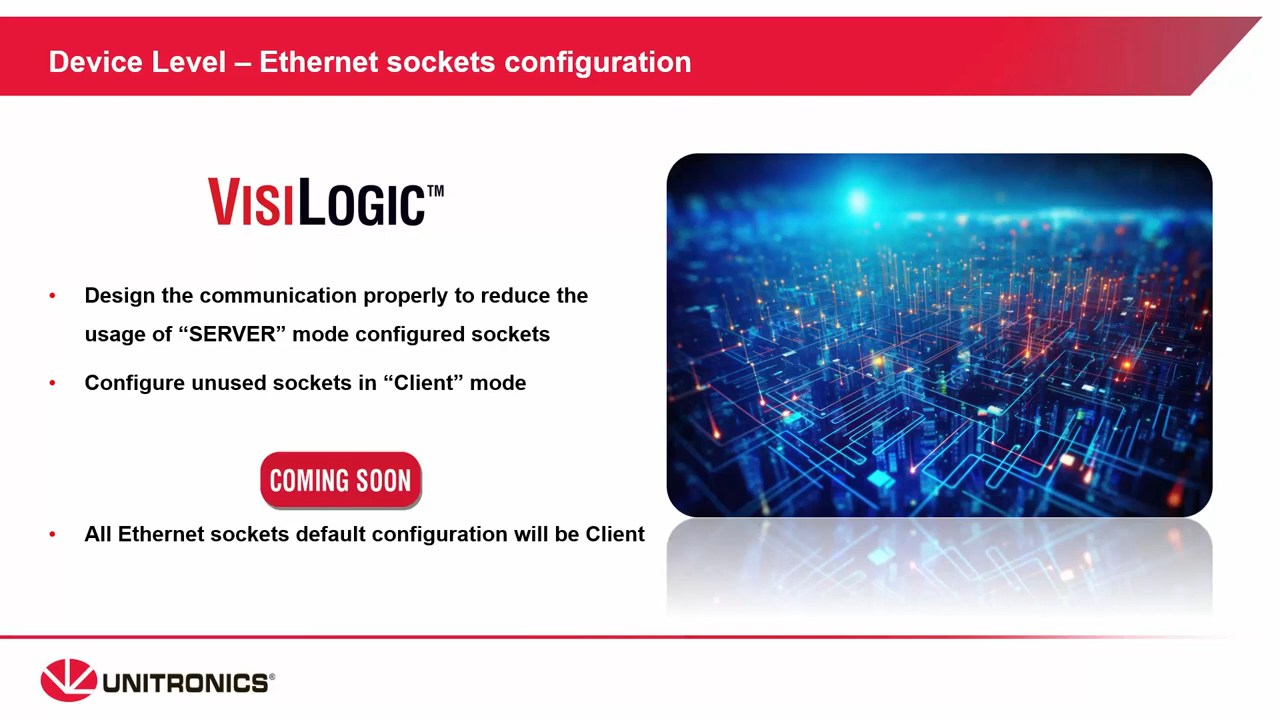 Device Level – Ethernet sockets configuration
VISILOGIC™
• Design the communication properly to reduce the
usage of “SERVER” mode configured sockets
• Configure unused sockets in “Client” mode
COMING SOON
• All Ethernet sockets default configuration will be Client
UNITRONICS®